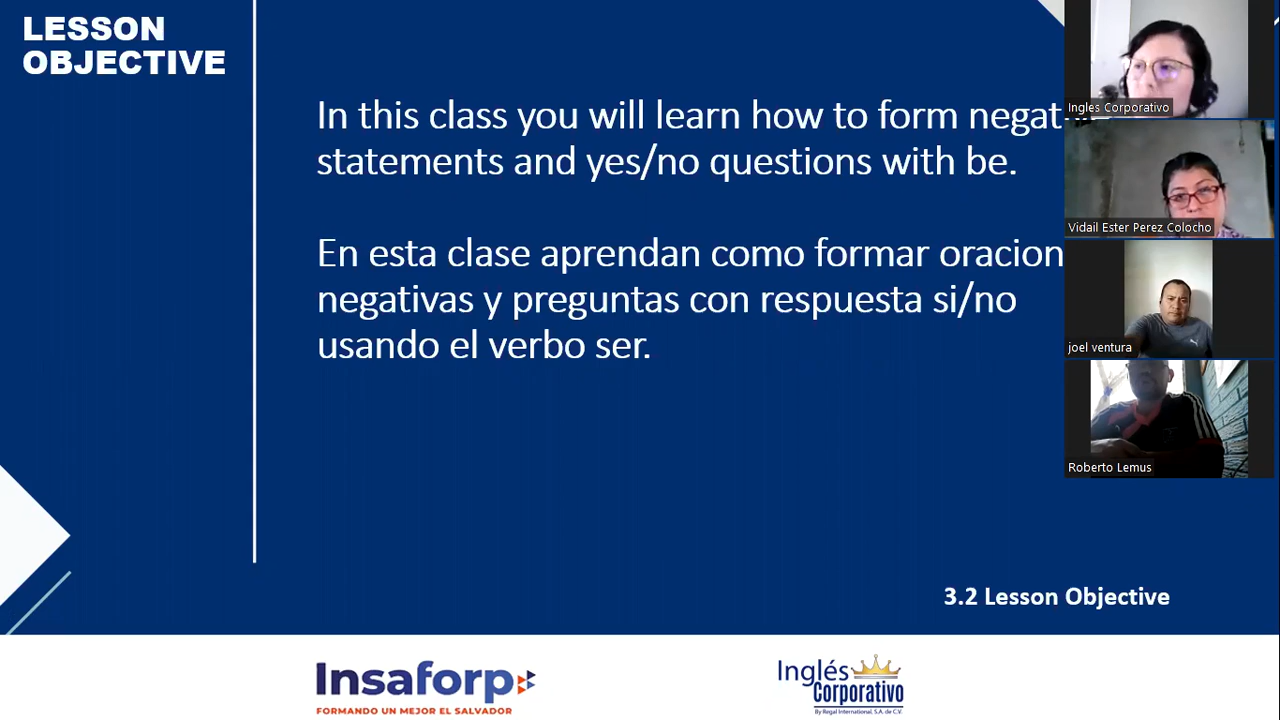 LESSON
OBJECTIVE
In this class you will learn how to form
statements and yes/no questions with be.
En esta clase aprendan como formar
negativas y preguntas con respuesta si/no
usando el verbo ser.
3.2 Lesson Objective
Insaforp
FORMANDO UN MEJOR EL SALVADOR
Inglés
Corporativo
By Regal International, S.A. de C.V.
Ingles Corporativo
Vidail Ester Perez Colocho
joel ventura
Roberto Lemus